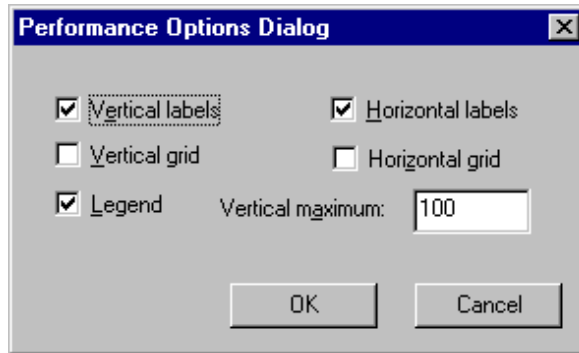 Performance Options Dialog
Vertical labels
Horizontal labels
Vertical grid
Horizontal grid
Legend
Vertical maximum: 100
OK
Cancel